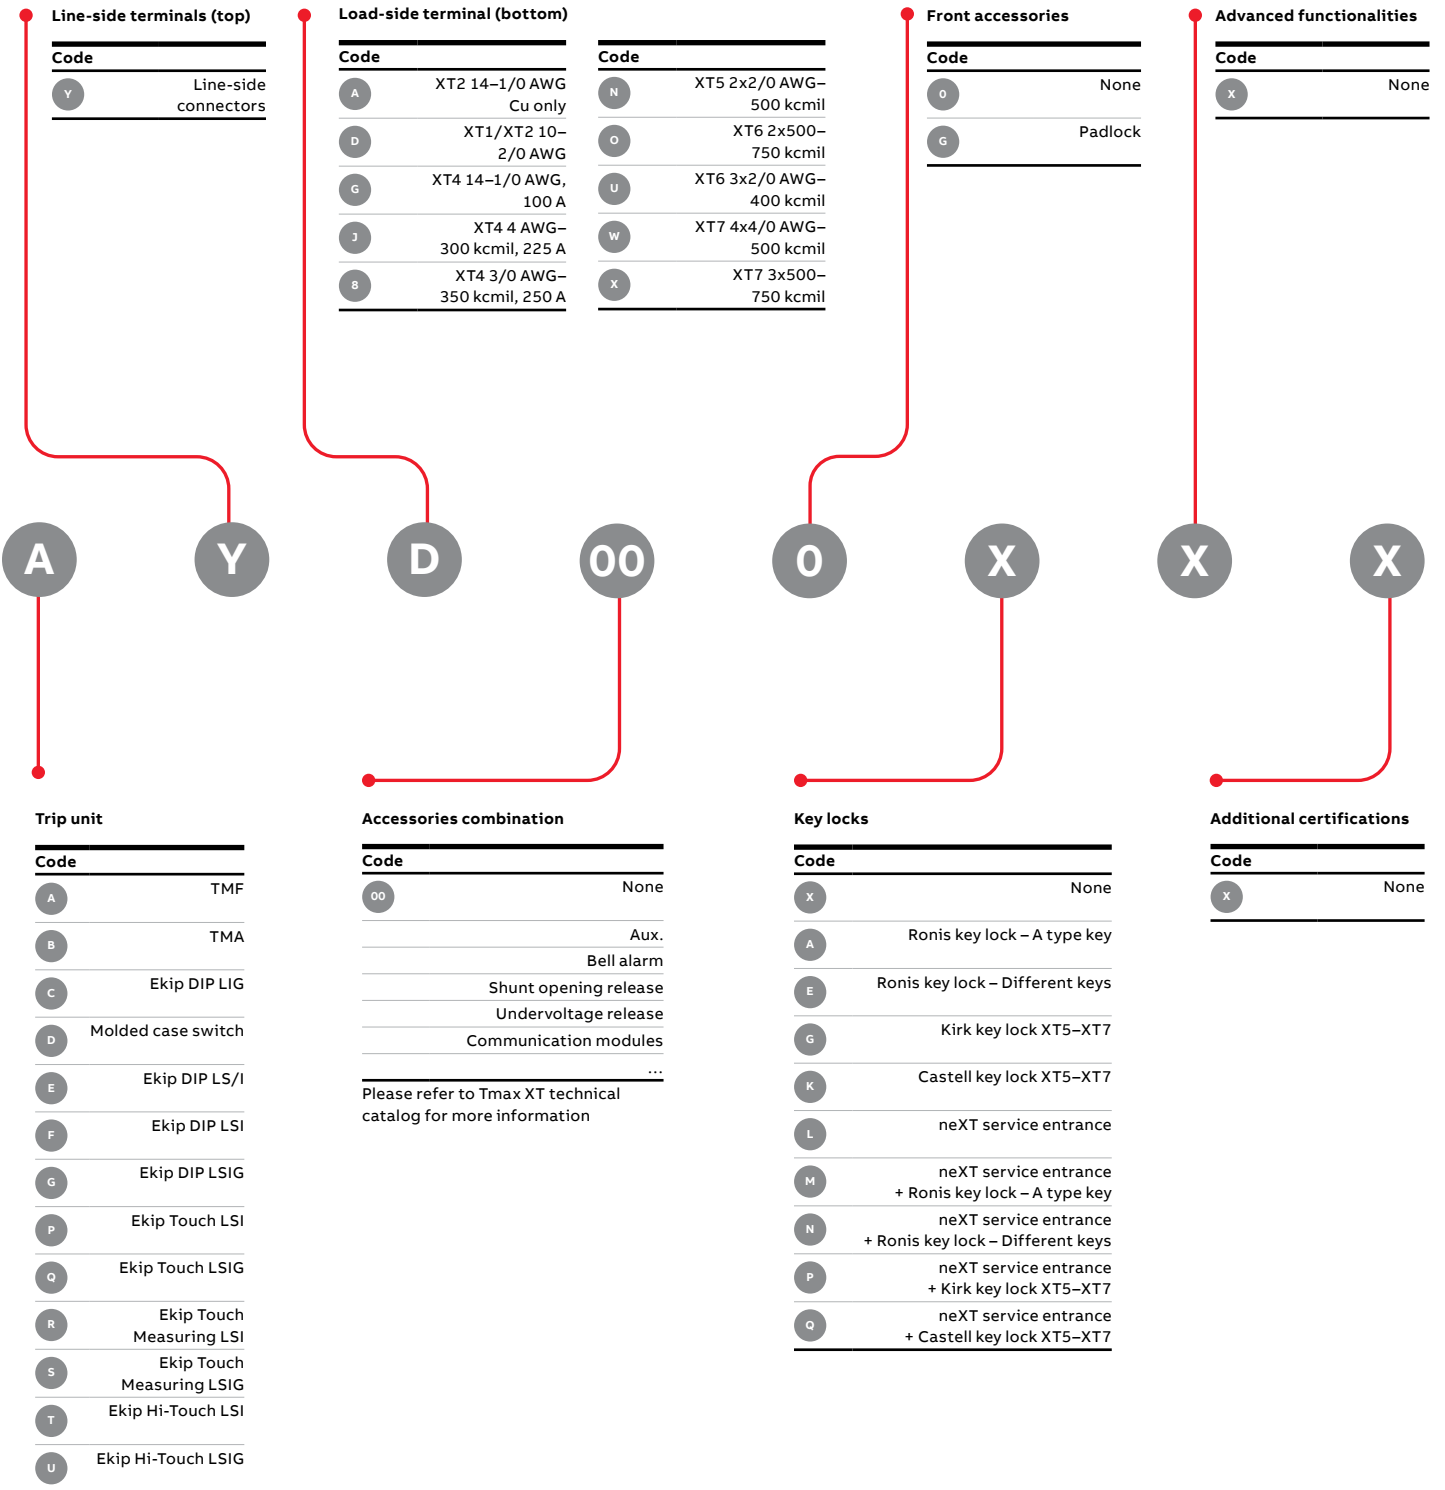 Line-side terminals (top)
Code
Y
Line-side
connectors
Load-side terminal (bottom)
Code
A
XT2 14–1/0 AWG
Cu only
D
XT1/XT2 10–
2/0 AWG
G
XT4 14–1/0 AWG,
100 A
J
XT4 4 AWG–
300 kcmil, 225 A
8
XT4 3/0 AWG–
350 kcmil, 250 A
Code
N
XT5 2x2/0 AWG–
500 kcmil
O
XT6 2x500–
750 kcmil
U
XT6 3x2/0 AWG–
400 kcmil
W
XT7 4x4/0 AWG–
500 kcmil
X
XT7 3x500–
750 kcmil
Front accessories
Code
0
None
G
Padlock
Advanced functionalities
Code
X
None
A
Y
D
00
0
X
X
X
Trip unit
Code
A
TMF
B
TMA
C
Ekip DIP LIG
D
Molded case switch
E
Ekip DIP LS/I
F
Ekip DIP LSI
G
Ekip DIP LSIG
P
Ekip Touch LSI
Q
Ekip Touch LSIG
R
Ekip Touch
Measuring LSI
S
Ekip Touch
Measuring LSIG
T
Ekip Hi-Touch LSI
U
Ekip Hi-Touch LSIG
Accessories combination
Code
00
None
Aux.
Bell alarm
Shunt opening release
Undervoltage release
Communication modules
...
Please refer to Tmax XT technical
catalog for more information
Key locks
Code
X
None
A
Ronis key lock – A type key
E
Ronis key lock – Different keys
G
Kirk key lock XT5–XT7
K
Castell key lock XT5–XT7
L
neXT service entrance
M
neXT service entrance
+ Ronis key lock – A type key
N
neXT service entrance
+ Ronis key lock – Different keys
P
neXT service entrance
+ Kirk key lock XT5–XT7
Q
neXT service entrance
+ Castell key lock XT5–XT7
Additional certifications
Code
X
None